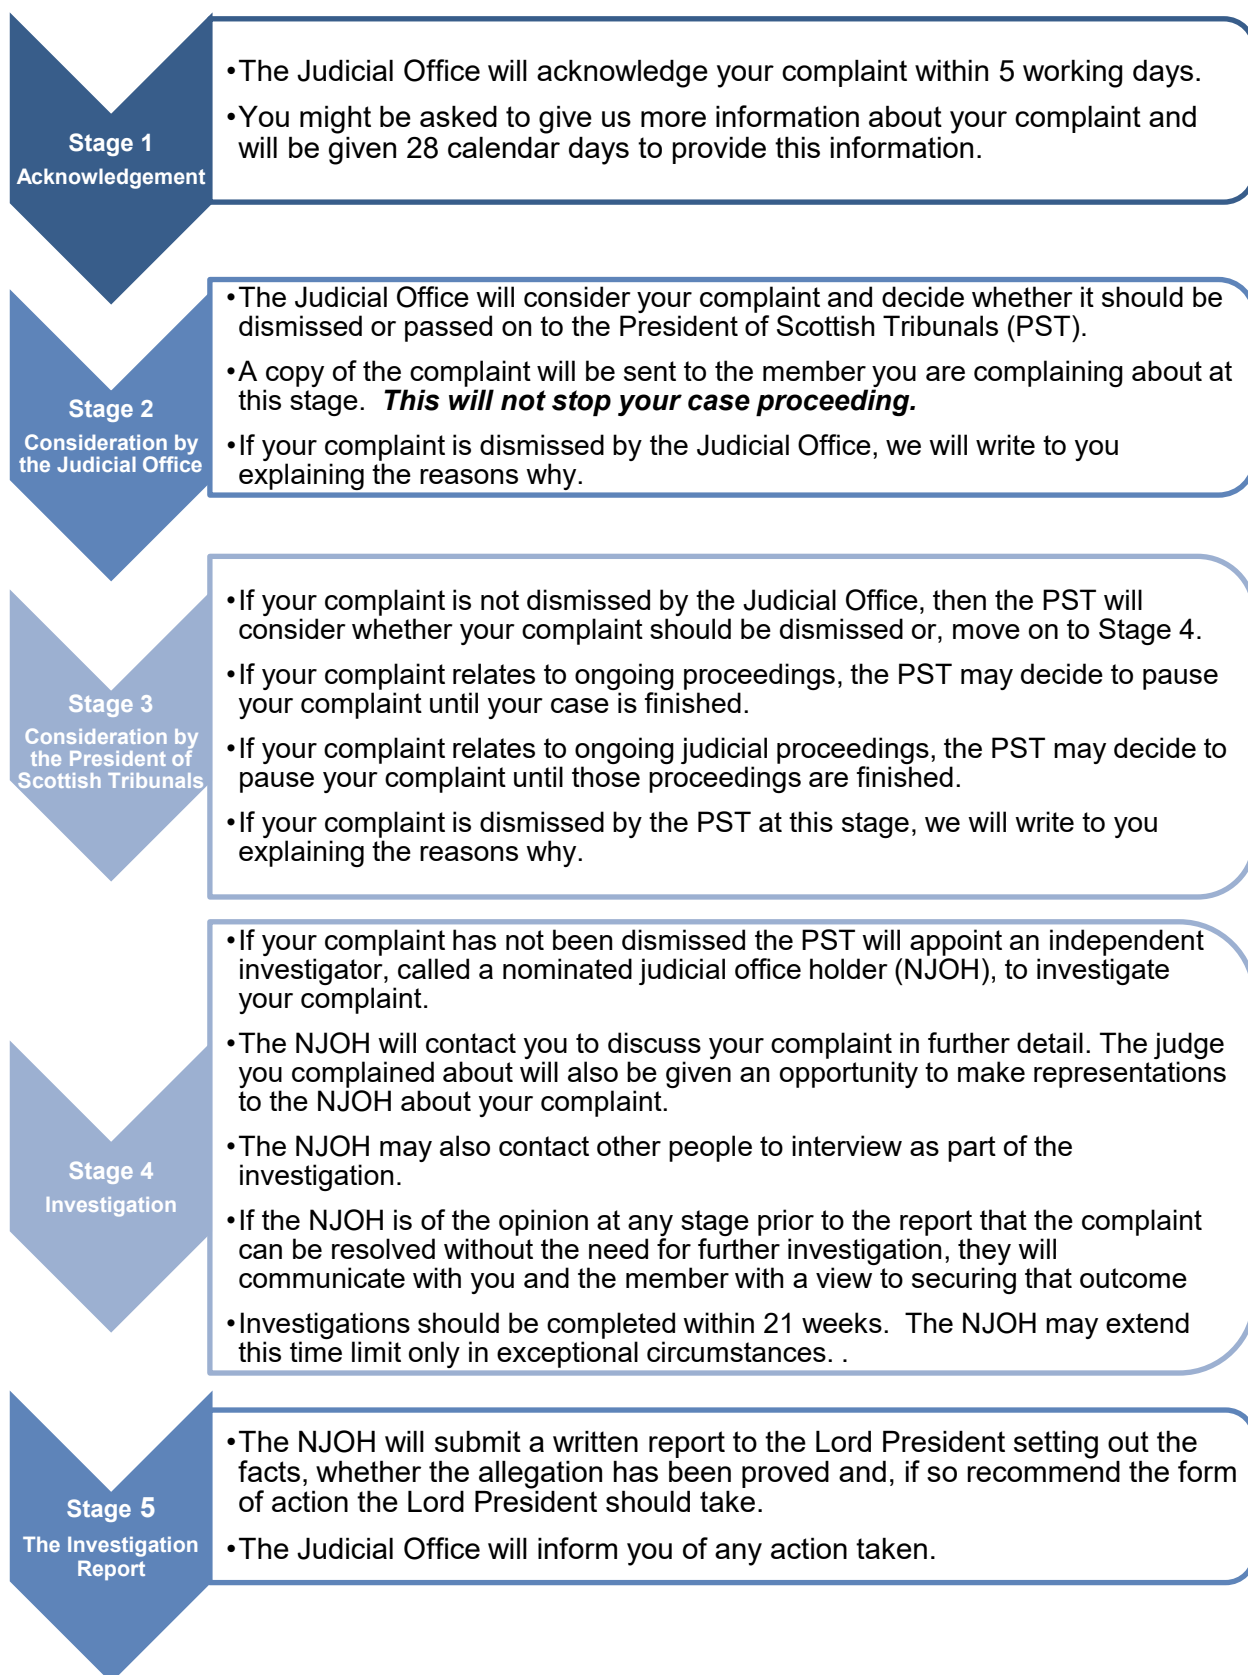 Stage 1
Acknowledgement
•The Judicial Office will acknowledge your complaint within 5 working days.
•You might be asked to give us more information about your complaint and
will be given 28 calendar days to provide this information.
Stage 2
Consideration by
the Judicial Office
•The Judicial Office will consider your complaint and decide whether it should be
dismissed or passed on to the President of Scottish Tribunals (PST).
•A copy of the complaint will be sent to the member you are complaining about at
this stage.  This will not stop your case proceeding.
•If your complaint is dismissed by the Judicial Office, we will write to you
explaining the reasons why.
Stage 3
Consideration by
the President of
Scottish Tribunals
•If your complaint is not dismissed by the Judicial Office, then the PST will
consider whether your complaint should be dismissed or, move on to Stage 4.
•If your complaint relates to ongoing proceedings, the PST may decide to pause
your complaint until your case is finished.
•If your complaint relates to ongoing judicial proceedings, the PST may decide to
pause your complaint until those proceedings are finished.
•If your complaint is dismissed by the PST at this stage, we will write to you
explaining the reasons why.
Stage 4
Investigation
•If your complaint has not been dismissed the PST will appoint an independent
investigator, called a nominated judicial office holder (NJOH), to investigate
your complaint.
•The NJOH will contact you to discuss your complaint in further detail. The judge
you complained about will also be given an opportunity to make representations
to the NJOH about your complaint.
•The NJOH may also contact other people to interview as part of the
investigation.
•If the NJOH is of the opinion at any stage prior to the report that the complaint
can be resolved without the need for further investigation, they will
communicate with you and the member with a view to securing that outcome
•Investigations should be completed within 21 weeks.  The NJOH may extend
this time limit only in exceptional circumstances. .
Stage 5
The Investigation
Report
•The NJOH will submit a written report to the Lord President setting out the
facts, whether the allegation has been proved and, if so recommend the form
of action the Lord President should take.
•The Judicial Office will inform you of any action taken.